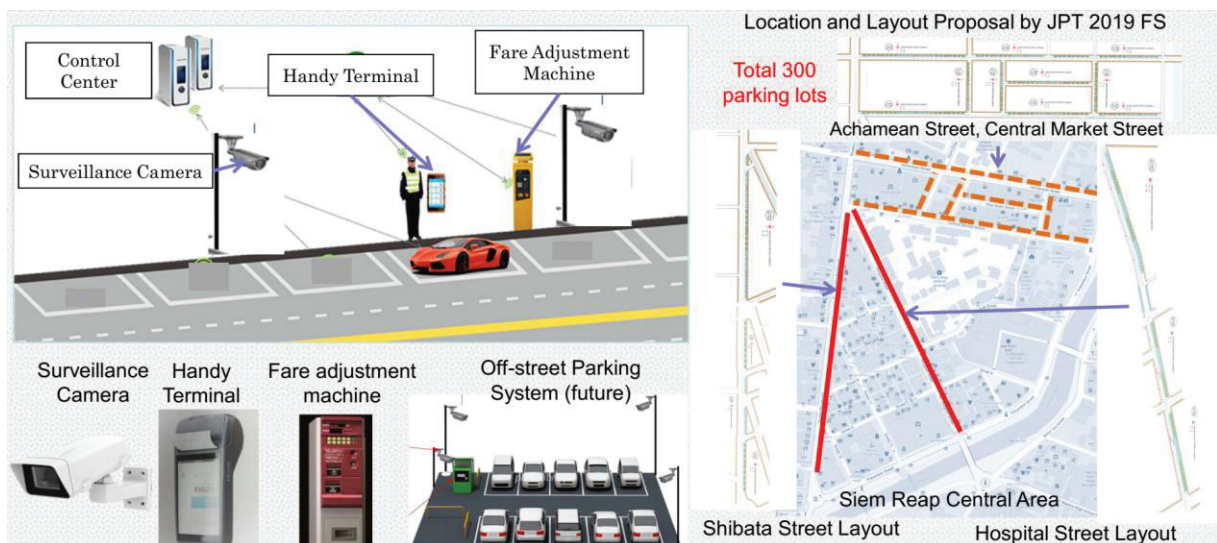 Control
Center
Handy Terminal
Fare Adjustment
Machine
Surveillance Camera
Surveillance
Camera
Handy
Terminal
Fare adjustment
machine
Off-street Parking
System (future)
Location and Layout Proposal by JPT 2019 FS
Total 300
parking lots
Achamean Street, Central Market Street
Siem Reap Central Area
Shibata Street Layout
Hospital Street Layout